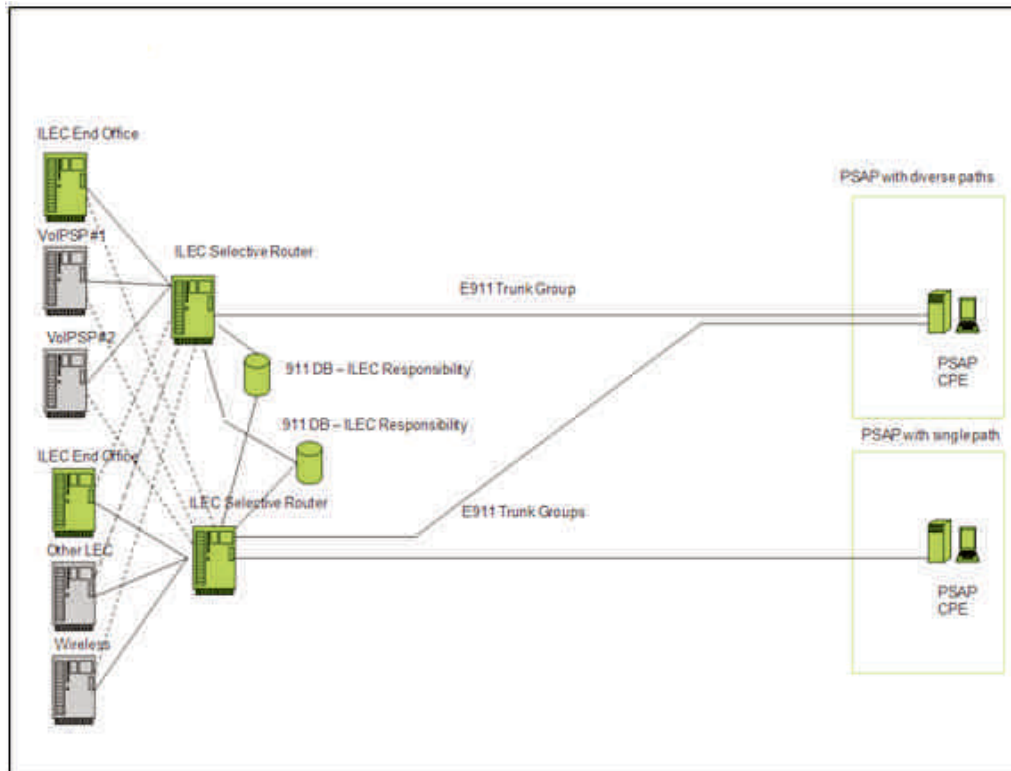 ILEC End Office
VoIPSP #1
ILEC Selective Router
VoIPSP#2
911 DB – ILEC Responsibility
911 DB – ILEC Responsibility
ILEC End Office
ILEC Selective Router
Other LEC
Wireless
E911 Trunk Group
E911 Trunk Groups
PSAP with diverse paths
PSAP
CPE
PSAP with single path
PSAP
CPE